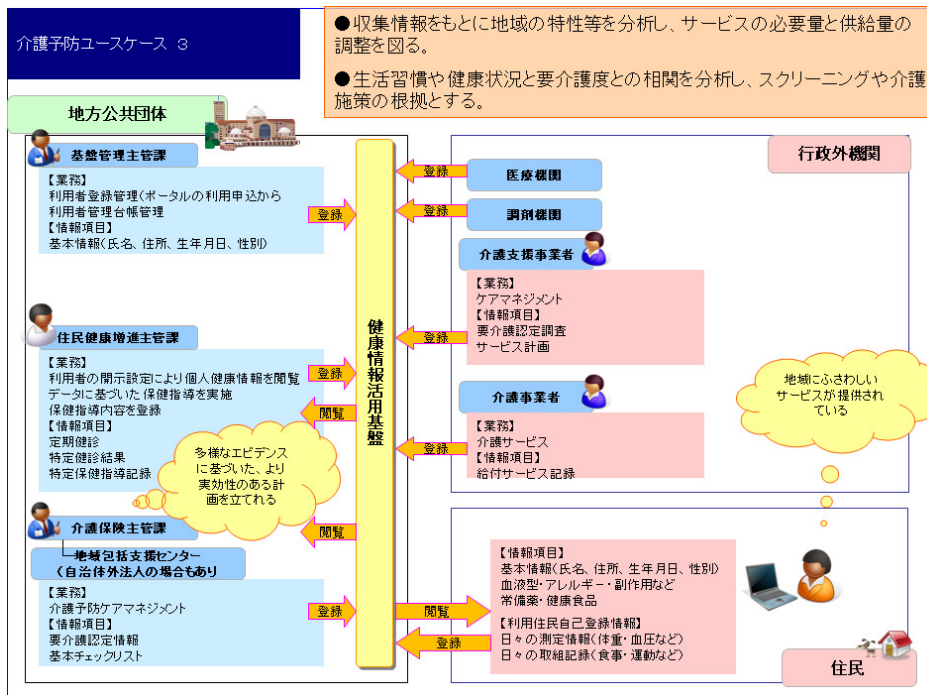 介護予防ユースケース 3
●収集情報をもとに地域の特性等を分析し、サービスの必要量と供給量の
調整を図る。
●生活習慣や健康状況と要介護度との相関を分析し、スクリーニングや介護
施策の根拠とする。
地方公共団体
基盤管理主管課
【業務】
利用者登録管理(ポータルの利用申込から
利用者管理台帳管理
【情報項目】
基本情報(氏名、住所、生年月日、性別)
登録
住民健康増進主管課
【業務】
利用者の開示設定により個人健康情報を閲覧
データに基づいた保健指導を実施
保健指導内容を登録
【情報項目】
定期健診
特定健診結果
特定保健指導記録
登録
閲覧
多様なエビデンス
に基づいた、より
実効性のある計
画を立てれる
介護保険主管課
閲覧
地域包括支援センター
(自治体外法人の場合もあり
【業務】
介護予防ケアマネジメント
【情報項目】
要介護認定情報
基本チェックリスト
登録
健康情報活用基盤
行政外機関
登録
医療機関
登録
調剤機関
介護支援事業者
【業務】
ケアマネジメント
【情報項目】
要介護認定調査
サービス計画
登録
介護事業者
【業務】
介護サービス
【情報項目】
給付サービス記録
登録
地域にふさわしい
サービスが提供され
ている
【情報項目】
基本情報(氏名、住所、生年月日、性別)
血液型・アレルギー・副作用など
常備薬・健康食品
【利用住民自己登録情報】
日々の測定情報(体重・血圧など)
日々の取組記録(食事・運動など)
閲覧
登録
住民